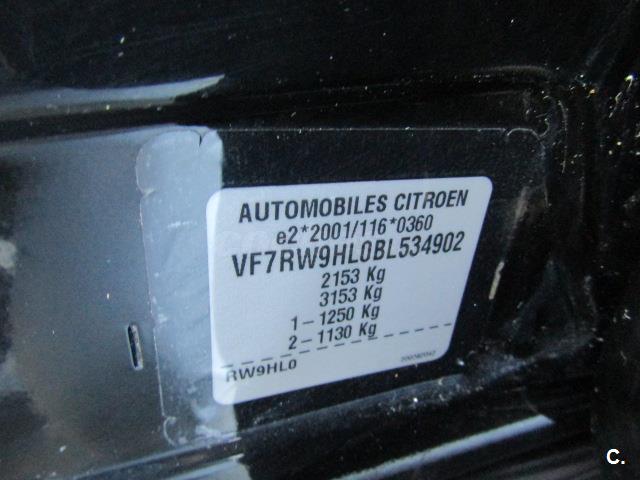 AUTOMOBILES CITROEN
e2*2001/116*0360
VF7RW9HL0BL534902
2153 Kg
3153 Kg
1-1250 Kg
2-1130 Kg
RW9HL0
C.